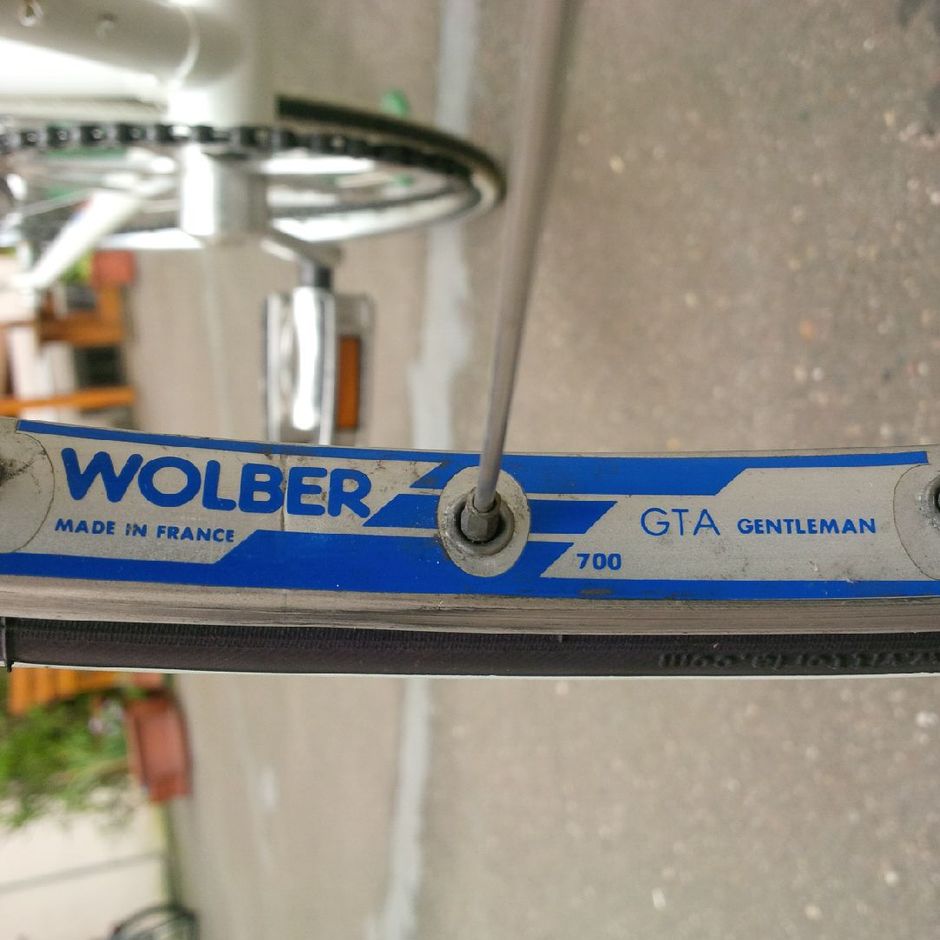 WOLBER
MADE IN FRANCE
GTA GENTLEMAN
700